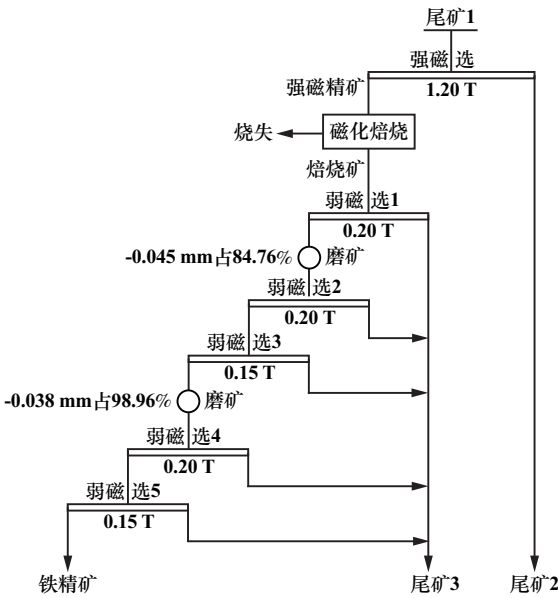 尾矿1
强磁 选
1.20 T
强磁精矿
磁化焙烧
烧失
焙烧矿
弱磁 选1
0.20 T
-0.045 mm占84.76%
磨矿
弱磁 选2
0.20 T
弱磁 选3
0.15 T
-0.038 mm占98.96%
磨矿
弱磁 选4
0.20 T
弱磁 选5
0.15 T
铁精矿
尾矿3
尾矿2